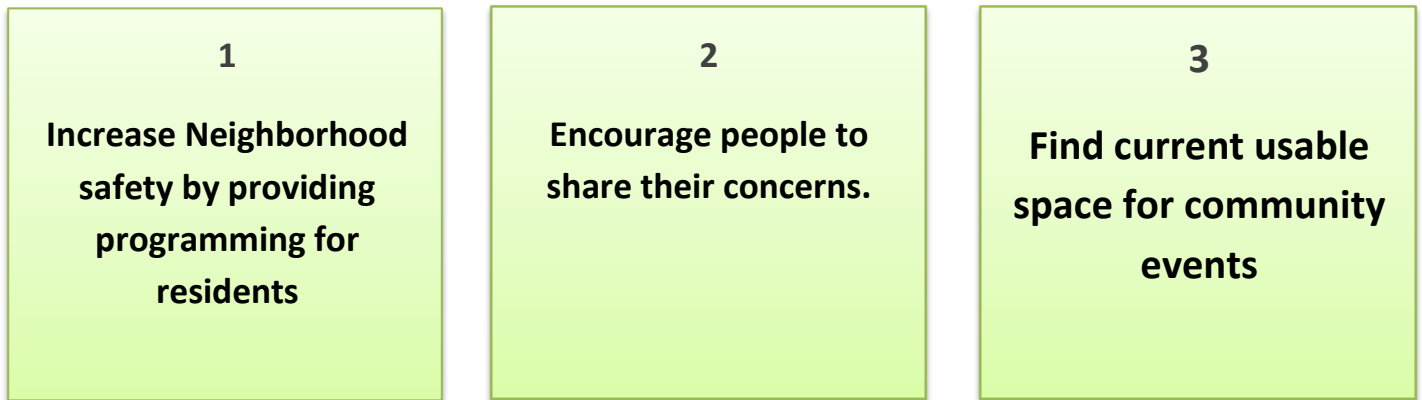 1
Increase Neighborhood
safety by providing
programming for
residents
2
Encourage people to
share their concerns.
3
Find current usable
space for community
events